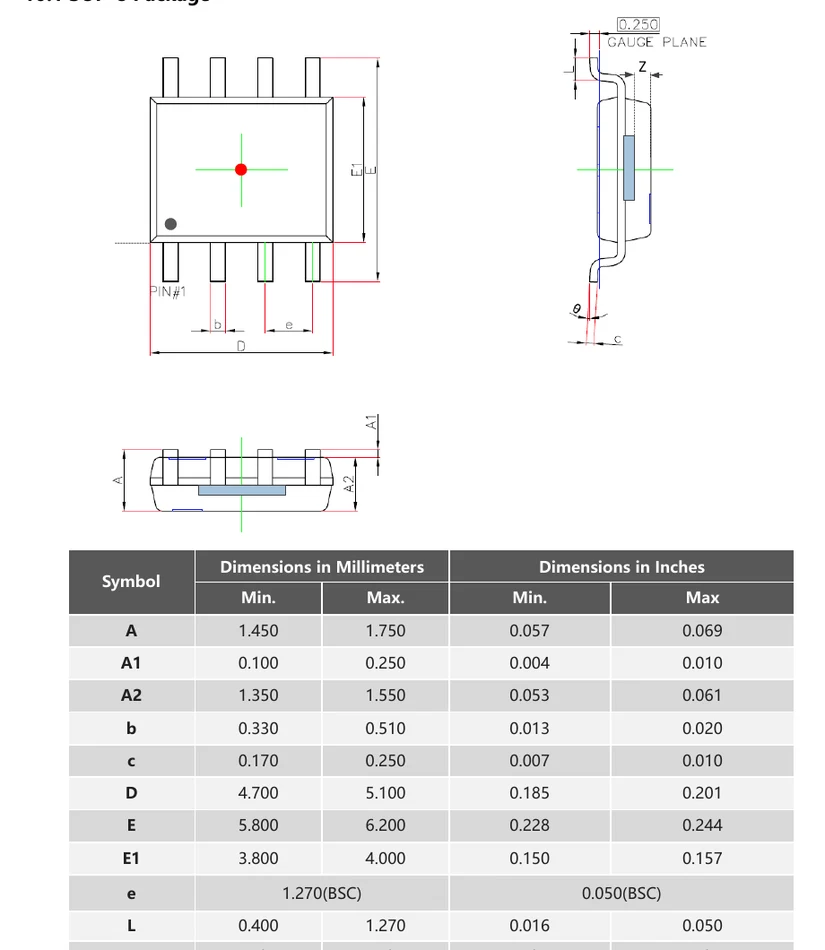 0.250
GAUGE PLANE
L
Z
E1
E
PIN#1
b
e
D
θ
c
A1
A
A2
Symbol
Dimensions in Millimeters
Dimensions in Inches
Min.
Max.
Min.
Max
A 1.450 1.750 0.057 0.069
A1 0.100 0.250 0.004 0.010
A2 1.350 1.550 0.053 0.061
b 0.330 0.510 0.013 0.020
c 0.170 0.250 0.007 0.010
D 4.700 5.100 0.185 0.201
E 5.800 6.200 0.228 0.244
E1 3.800 4.000 0.150 0.157
e 1.270(BSC) 0.050(BSC)
L 0.400 1.270 0.016 0.050